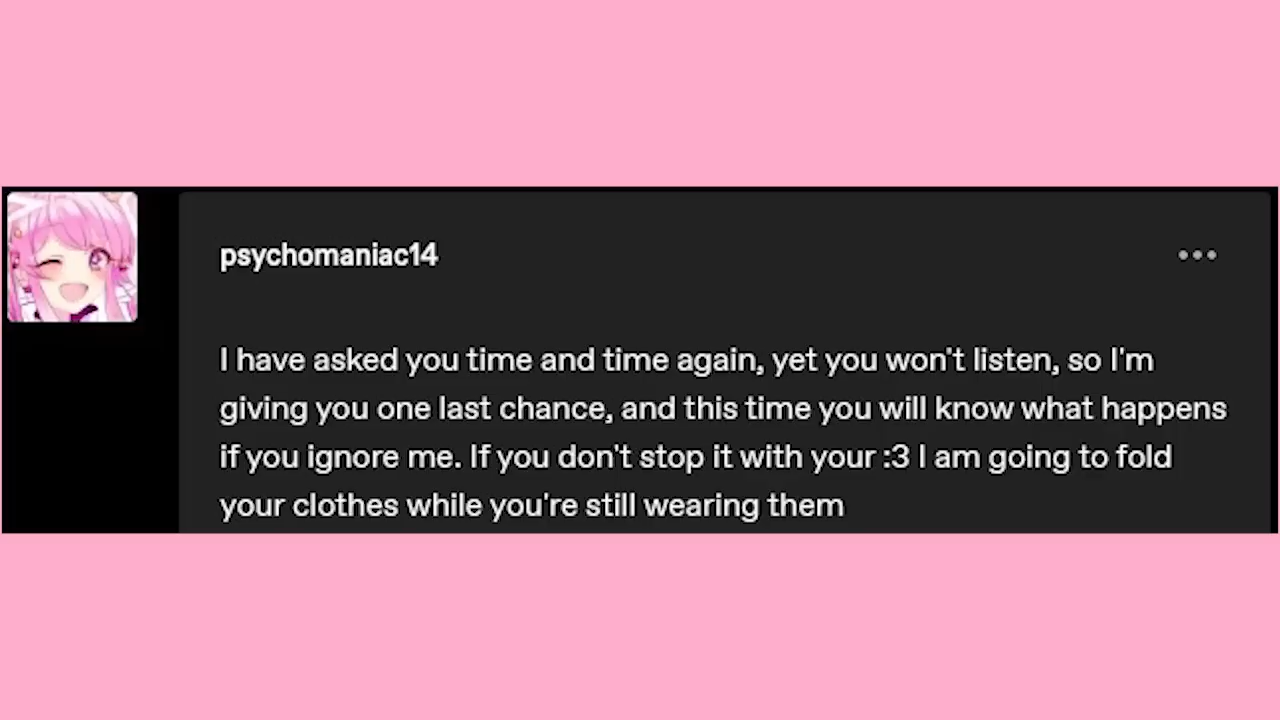 psychomaniac14
I have asked you time and time again, yet you won't listen, so I'm
giving you one last chance, and this time you will know what happens
if you ignore me. If you don't stop it with your :3 I am going to fold
your clothes while you're still wearing them